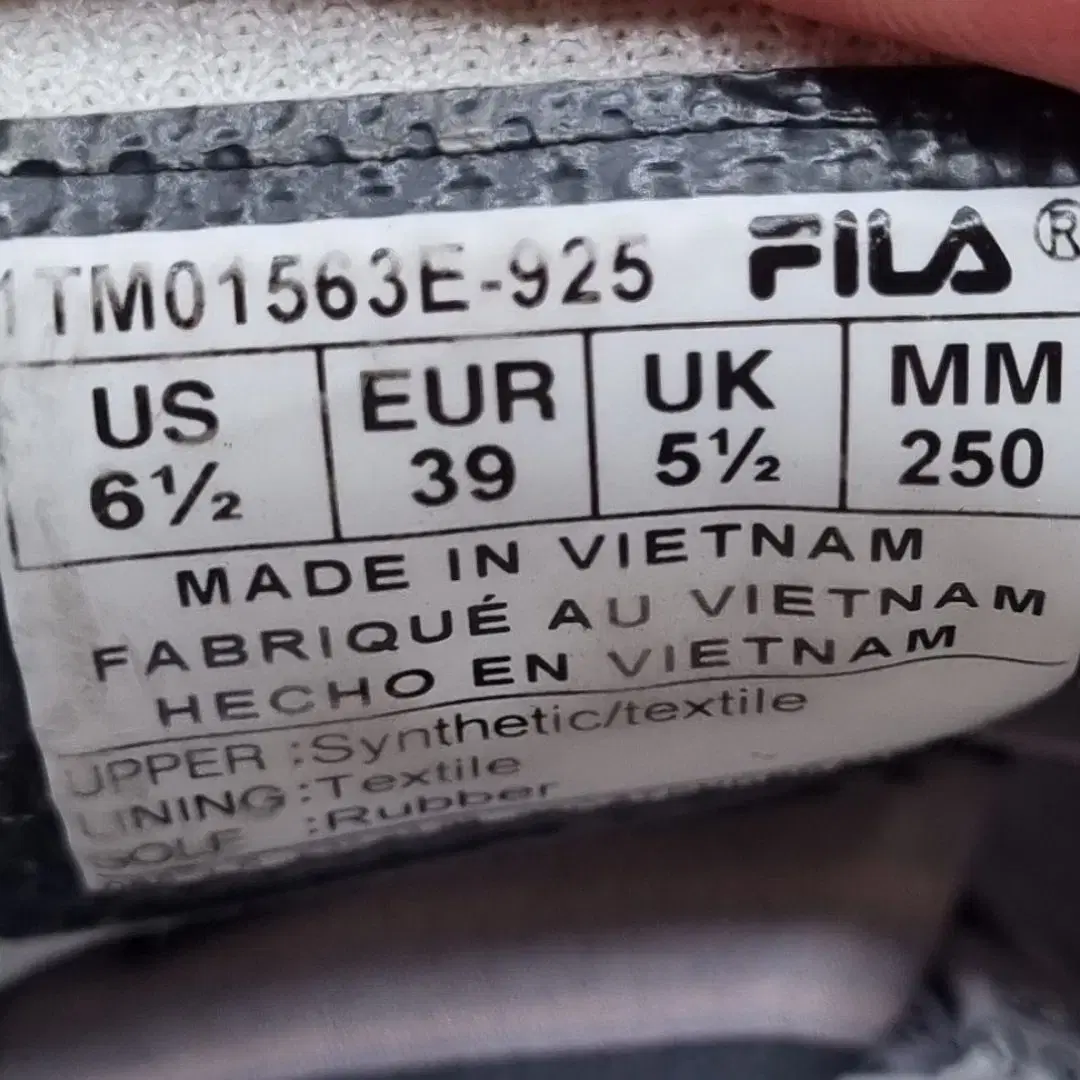 1TM01563E-925 FILA®
US EUR UK MM
6½ 39 5½ 250
MADE IN VIETNAM
FABRIQUÉ AU VIETNAM
HECHO EN VIETNAM
UPPER :Synthetic/textile
LINING:Textile
SOLE :Rubber